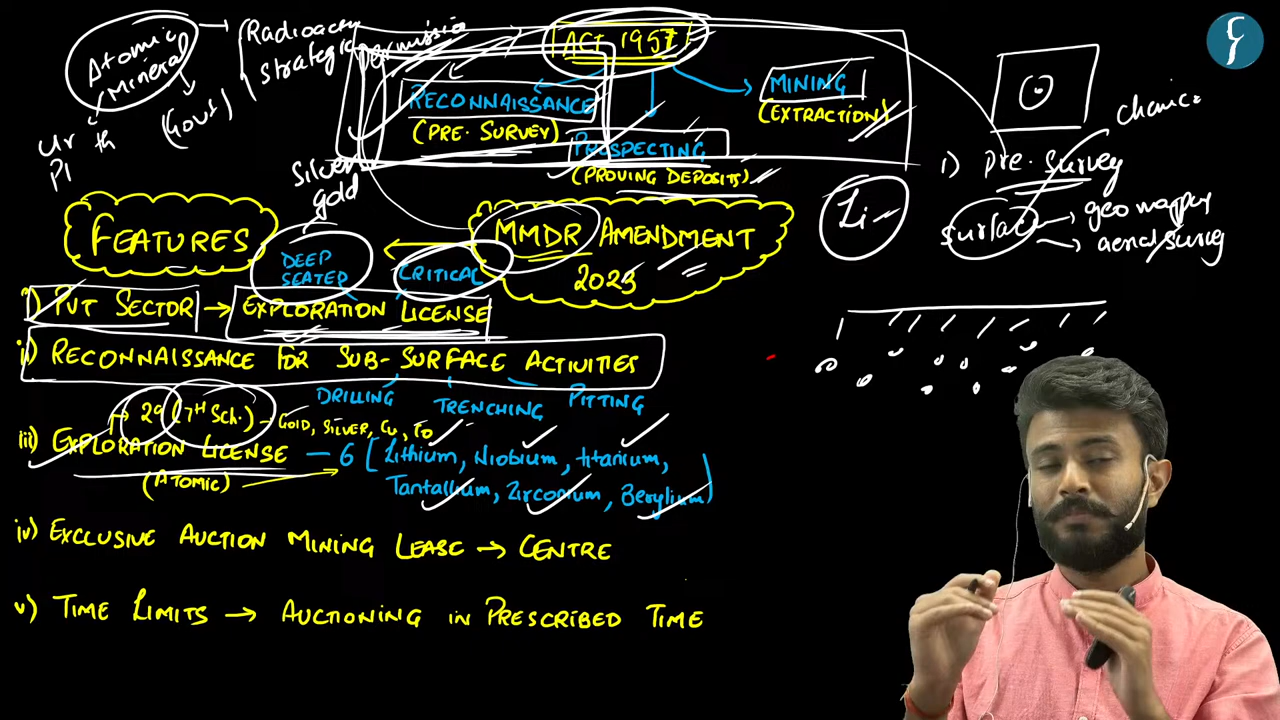 Atomic Mineral
Radioactive
Strategic
Permission
(Govt)
Ur th
Pl
ACT 1957
RECONNAISSANCE
(PRE-SURVEY)
PROSPECTING
(PROVING DEPOSITS)
MINING
(EXTRACTION)
i) Pre-Survey
chance
Surface → geo mapping
→ aerial survey
Li
Silver
gold
FEATURES
DEEP SEATED
CRITICAL
MMDR AMENDMENT
2023
i) PVT SECTOR → EXPLORATION LICENSE
ii) RECONNAISSANCE FOR SUB-SURFACE ACTIVITIES
DRILLING TRENCHING PITTING
→ 29 (7TH Sch.) - GOLD, SILVER, Cu, Co
iii) EXPLORATION LICENSE - 6 [Lithium, Niobium, titanium,
(ATOMIC) Tantallium, Zirconium, Berylium]
iv) EXCLUSIVE AUCTION MINING LEASE → CENTRE
v) TIME LIMITS → AUCTIONING IN PRESCRIBED TIME